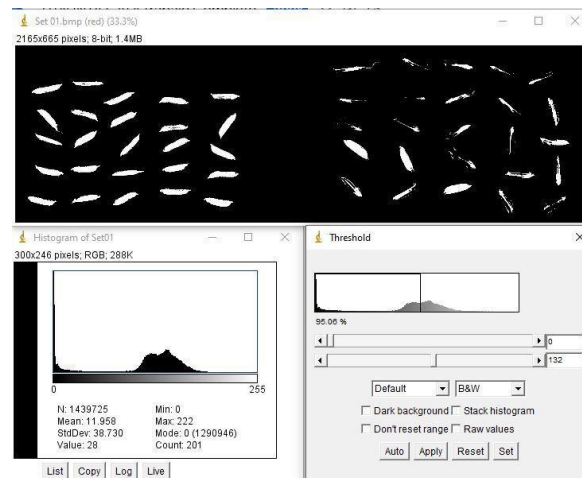 Set 01.bmp (red) (33.3%)
2165x665 pixels; 8-bit; 1.4MB
Histogram of Set01
300x246 pixels; RGB; 288K
0 255
N: 1439725 Min: 0
Mean: 11.958 Max: 222
StdDev: 38.730 Mode: 0 (1290946)
Value: 28 Count: 201
List Copy Log Live
Threshold
95.06 %
0
132
Default B&W
Dark background Stack histogram
Don't reset range Raw values
Auto Apply Reset Set